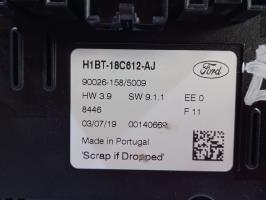 H1BT-18C612-AJ
Ford
90026-158/5009
HW 3.9 SW 9.1.1 EE 0
8446 F 11
03/07/19 00140669
Made in Portugal
'Scrap if Dropped'